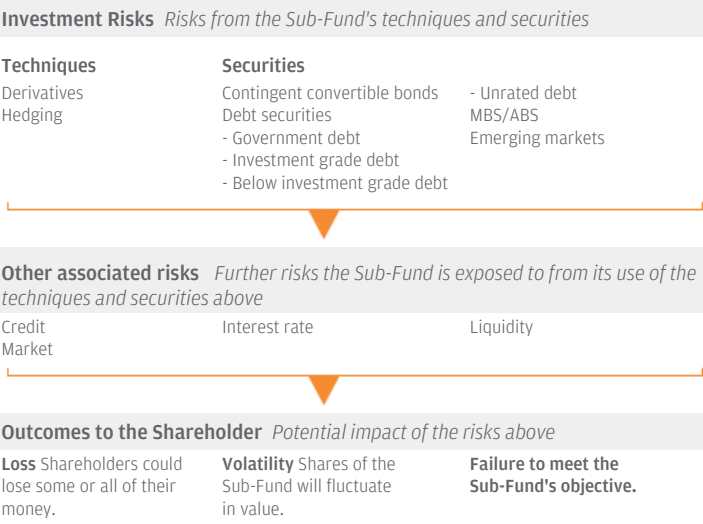 Investment Risks Risks from the Sub-Fund's techniques and securities
Techniques
Derivatives
Hedging
Securities
Contingent convertible bonds
Debt securities
- Government debt
- Investment grade debt
- Below investment grade debt
- Unrated debt
MBS/ABS
Emerging markets
Other associated risks Further risks the Sub-Fund is exposed to from its use of the
techniques and securities above
Credit
Market
Interest rate
Liquidity
Outcomes to the Shareholder Potential impact of the risks above
Loss Shareholders could
lose some or all of their
money.
Volatility Shares of the
Sub-Fund will fluctuate
in value.
Failure to meet the
Sub-Fund's objective.